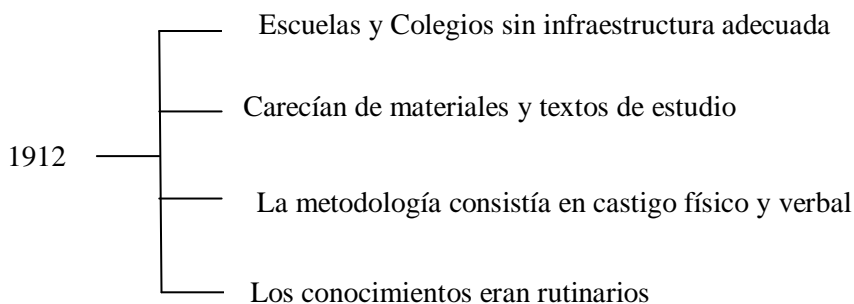 Escuelas y Colegios sin infraestructura adecuada
Carecían de materiales y textos de estudio
1912
La metodología consistía en castigo físico y verbal
Los conocimientos eran rutinarios